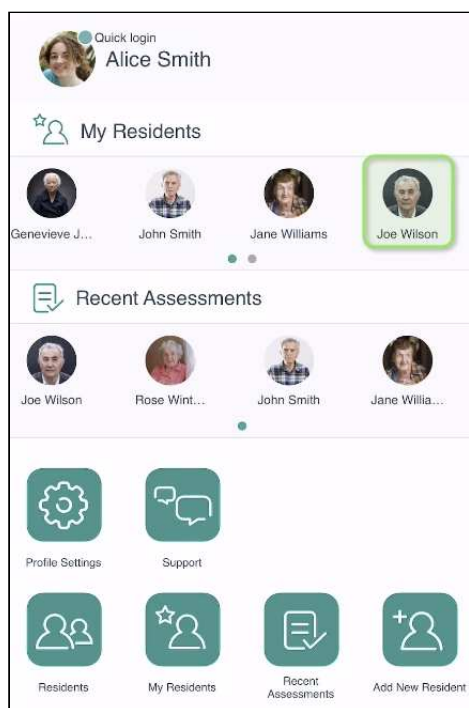 Quick login
Alice Smith
My Residents
Genevieve J...
John Smith
Jane Williams
Joe Wilson
Recent Assessments
Joe Wilson
Rose Wint...
John Smith
Jane Willia...
Profile Settings
Support
Residents
My Residents
Recent
Assessments
Add New Resident